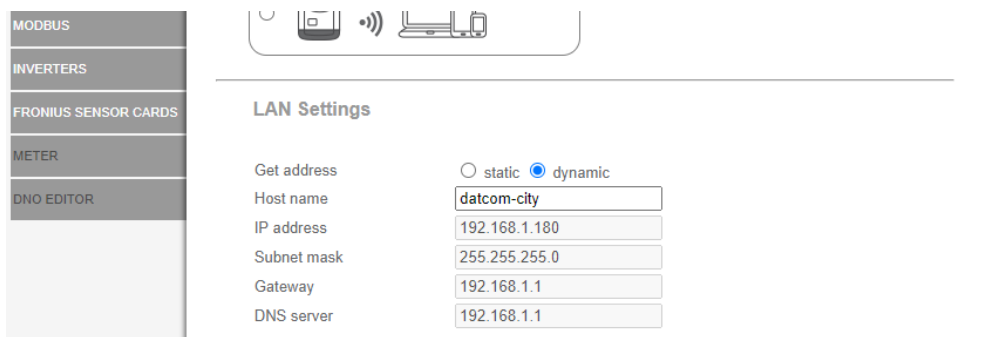 MODBUS
INVERTERS
FRONIUS SENSOR CARDS
METER
DNO EDITOR
LAN Settings
Get address static dynamic
Host name datcom-city
IP address 192.168.1.180
Subnet mask 255.255.255.0
Gateway 192.168.1.1
DNS server 192.168.1.1